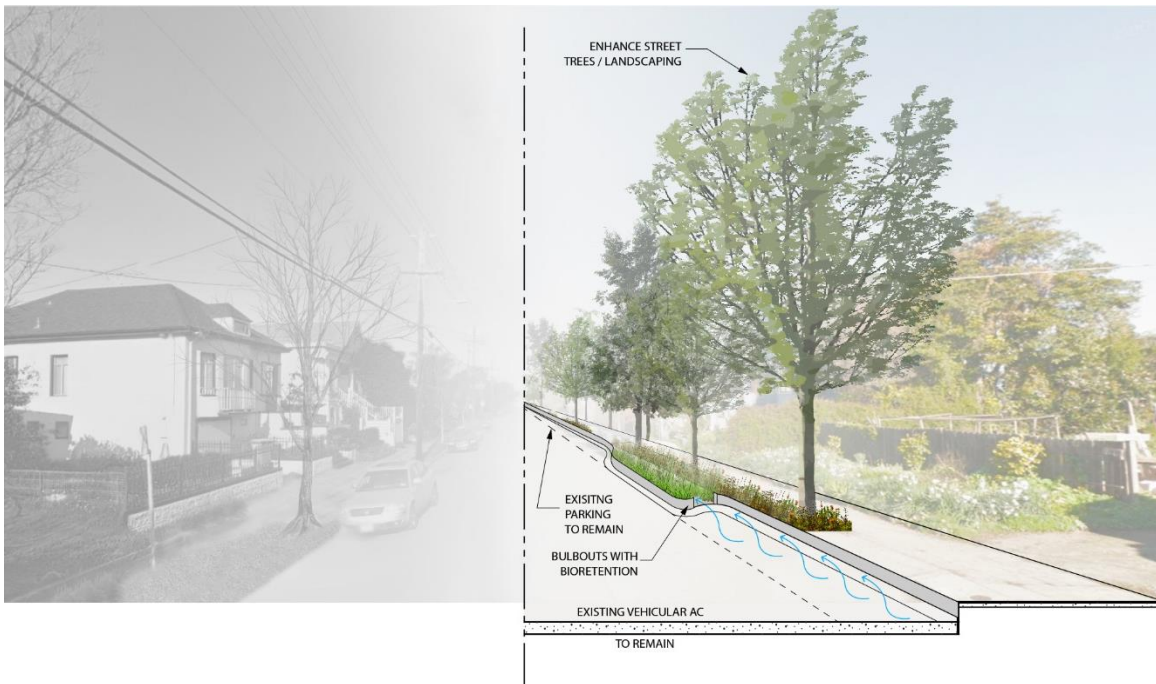 ENHANCE STREET
TREES / LANDSCAPING
EXISITNG
PARKING
TO REMAIN
BULBOUTS WITH
BIORETENTION
EXISTING VEHICULAR AC
TO REMAIN